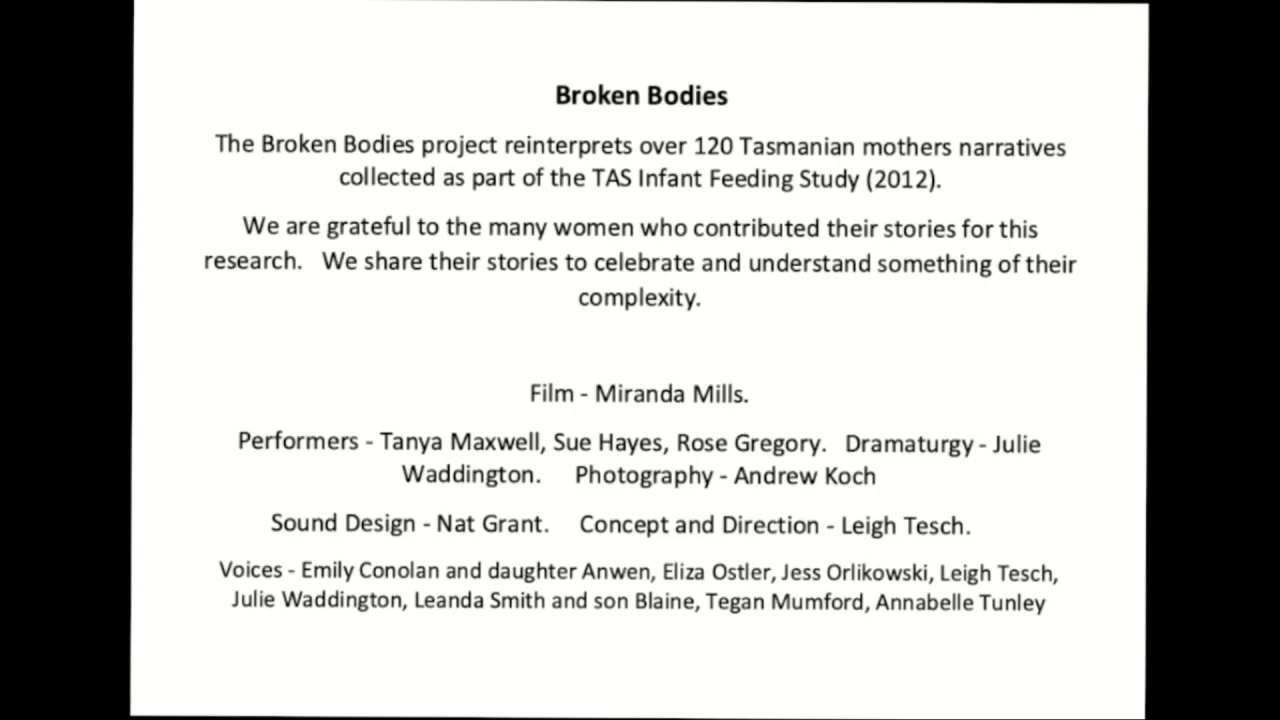 Broken Bodies
The Broken Bodies project reinterprets over 120 Tasmanian mothers narratives
collected as part of the TAS Infant Feeding Study (2012).
We are grateful to the many women who contributed their stories for this
research. We share their stories to celebrate and understand something of their
complexity.
Film - Miranda Mills.
Performers - Tanya Maxwell, Sue Hayes, Rose Gregory. Dramaturgy - Julie
Waddington. Photography - Andrew Koch
Sound Design - Nat Grant. Concept and Direction - Leigh Tesch.
Voices - Emily Conolan and daughter Anwen, Eliza Ostler, Jess Orlikowski, Leigh Tesch,
Julie Waddington, Leanda Smith and son Blaine, Tegan Mumford, Annabelle Tunley